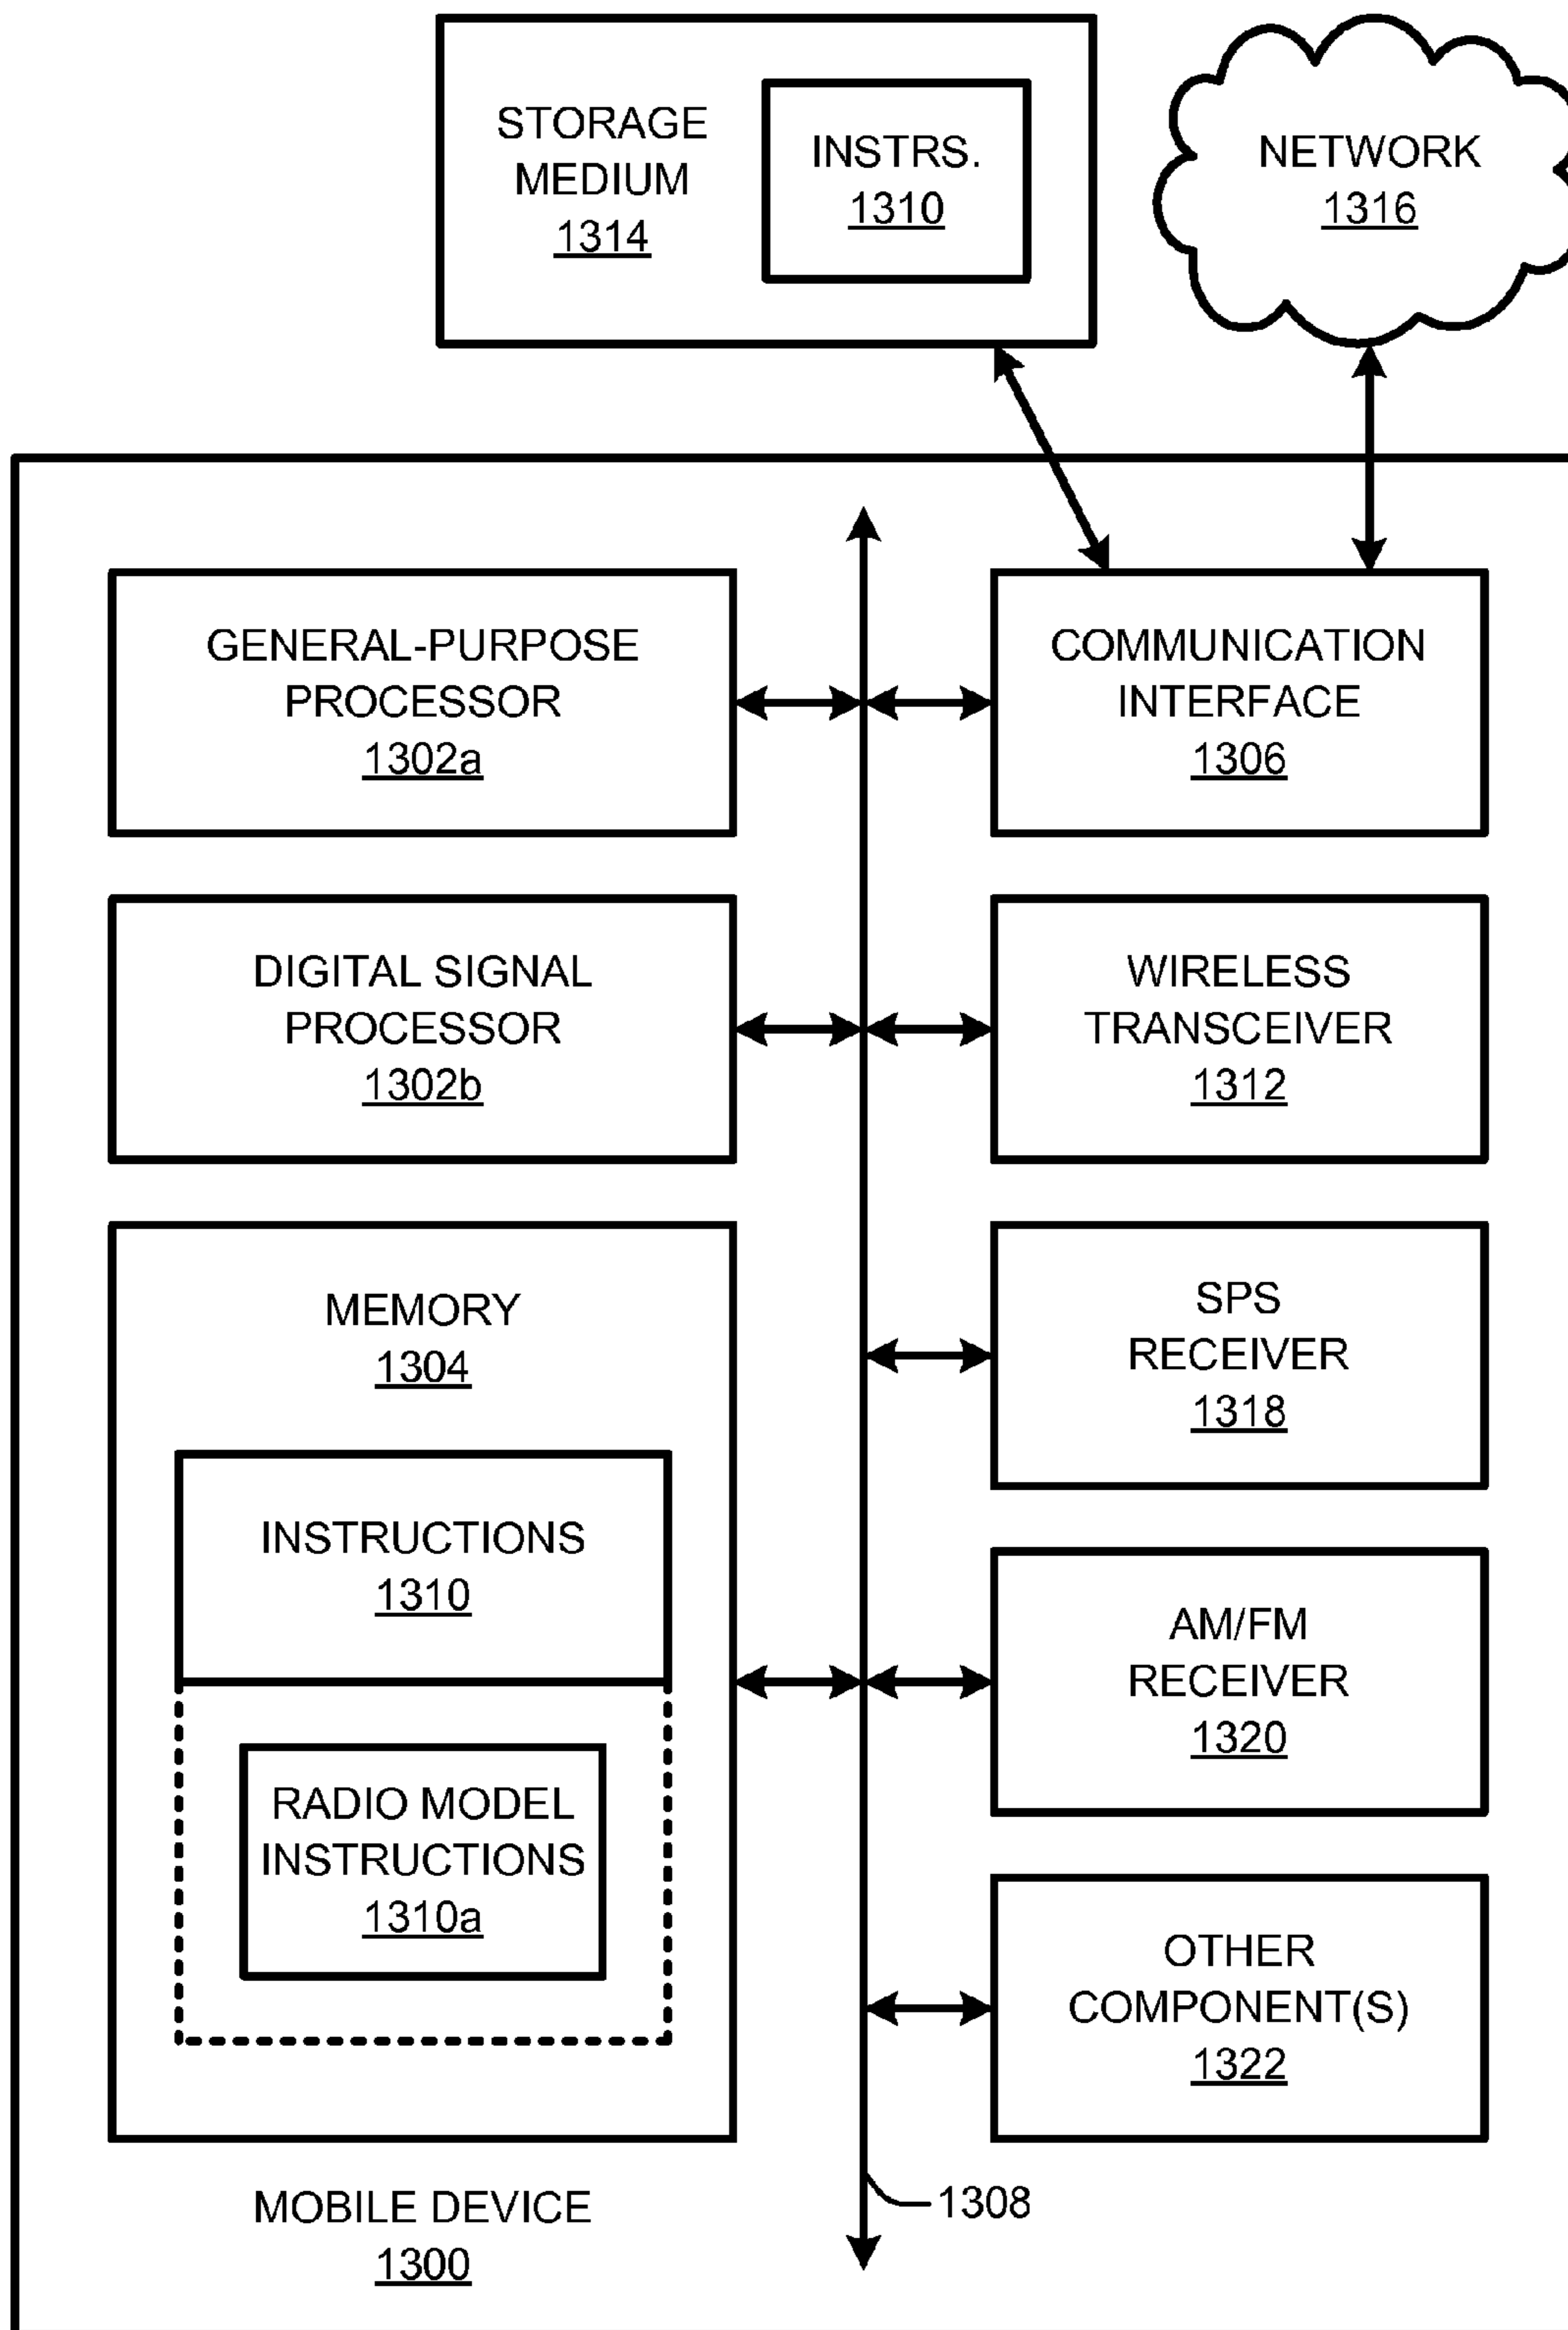 STORAGE
MEDIUM
1314
INSTRS.
1310
NETWORK
1316
GENERAL-PURPOSE
PROCESSOR
1302a
COMMUNICATION
INTERFACE
1306
DIGITAL SIGNAL
PROCESSOR
1302b
WIRELESS
TRANSCEIVER
1312
MEMORY
1304
SPS
RECEIVER
1318
INSTRUCTIONS
1310
AM/FM
RECEIVER
1320
RADIO MODEL
INSTRUCTIONS
1310a
OTHER
COMPONENT(S)
1322
1308
MOBILE DEVICE
1300